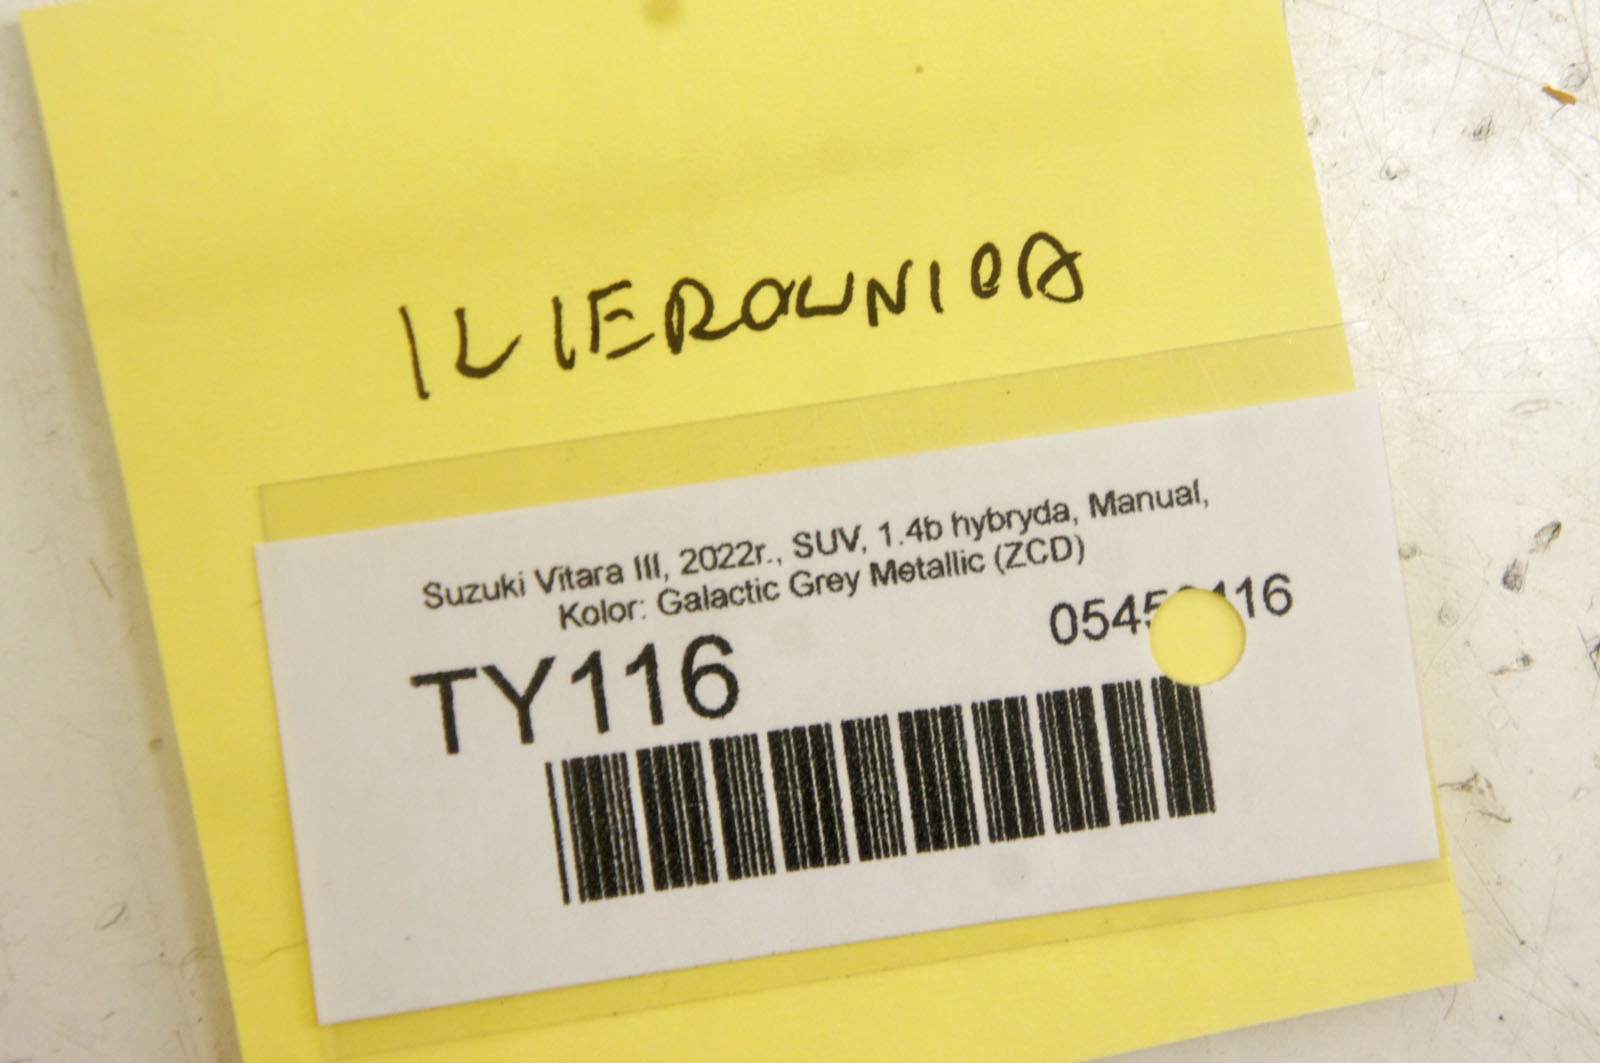 KIEROWNICA
Suzuki Vitara III, 2022r., SUV, 1.4b hybryda, Manual,
Kolor: Galactic Grey Metallic (ZCD)
TY116